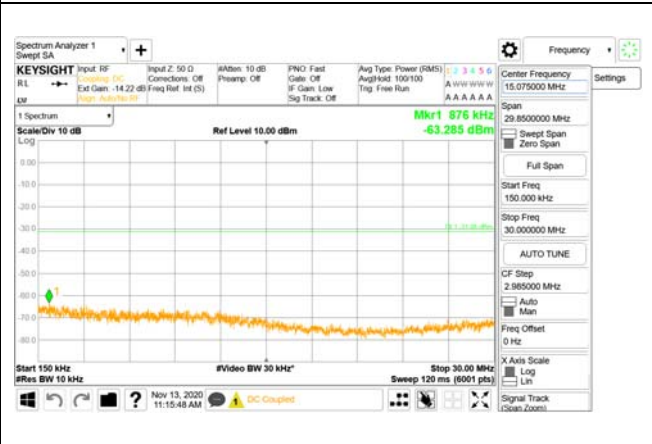 Spectrum Analyzer 1
Swept SA
Frequency
KEYSIGHT
Input: RF
Input Z: 50 Ω
#Atten: 10 dB
PNO: Fast
Avg Type: Power (RMS)
1 2 3 4 5 6
RL
Coupling: DC
Corrections: Off
Preamp: Off
Gate: Off
Avg|Hold: 100/100
A W W W W W
Ext Gain: -14.22 dB
Freq Ref: Int (S)
IF Gain: Low
Trig: Free Run
Align: Auto/No RF
Sig Track: Off
A A A A A A
Center Frequency
15.075000 MHz
Settings
1 Spectrum
Mkr1 876 kHz
Scale/Div 10 dB
Ref Level 10.00 dBm
-63.285 dBm
Log
Span
29.8500000 MHz
Swept Span
Zero Span
Full Span
Start Freq
150.000 kHz
Stop Freq
30.000000 MHz
AUTO TUNE
CF Step
2.985000 MHz
Auto
Man
Freq Offset
0 Hz
X Axis Scale
Log
Lin
Signal Track
(Span Zoom)
0.00
-10.0
-20.0
-30.0
-40.0
-50.0
-60.0
-70.0
-80.0
1
Start 150 kHz
#Video BW 30 kHz*
Stop 30.00 MHz
#Res BW 10 kHz
Sweep 120 ms (6001 pts)
?
Nov 13, 2020
11:15:48 AM
1
DC Coupled